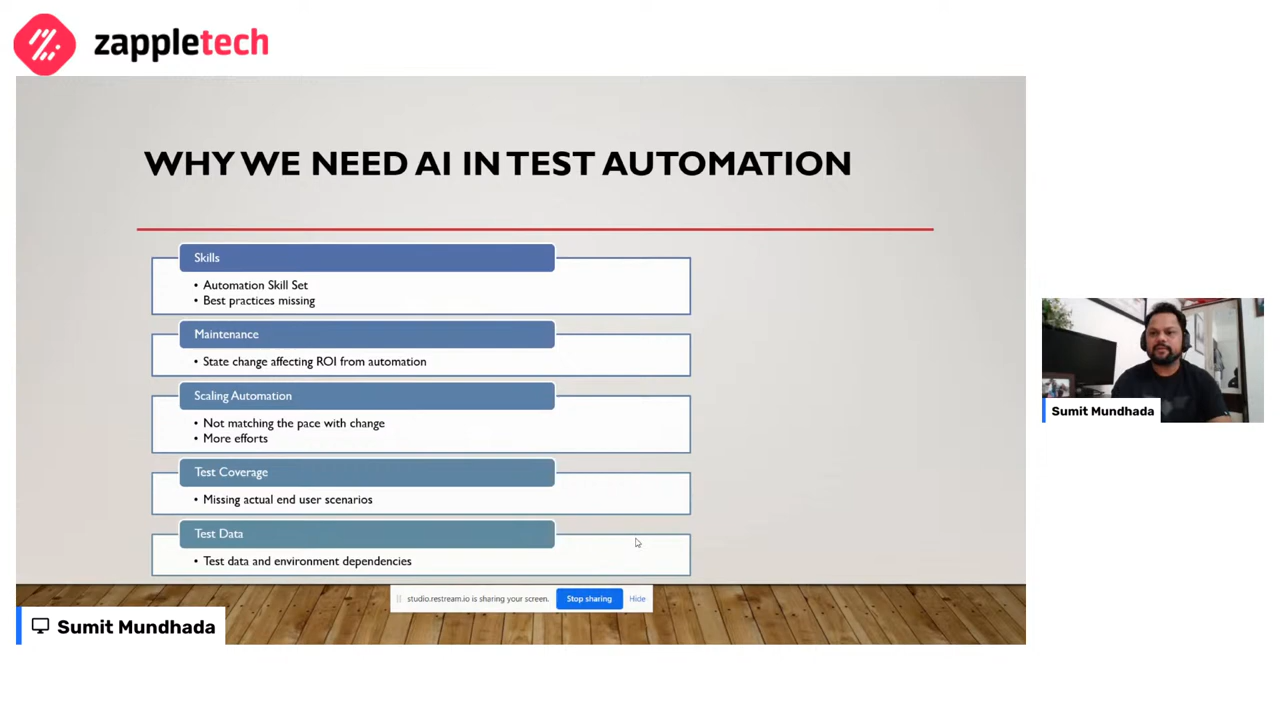 zappletech
WHY WE NEED AI IN TEST AUTOMATION
Skills
• Automation Skill Set
• Best practices missing
Maintenance
• State change affecting ROI from automation
Scaling Automation
• Not matching the pace with change
• More efforts
Test Coverage
• Missing actual end user scenarios
Test Data
• Test data and environment dependencies
studio.restream.io is sharing your screen.
Stop sharing
Hide
Sumit Mundhada
Sumit Mundhada